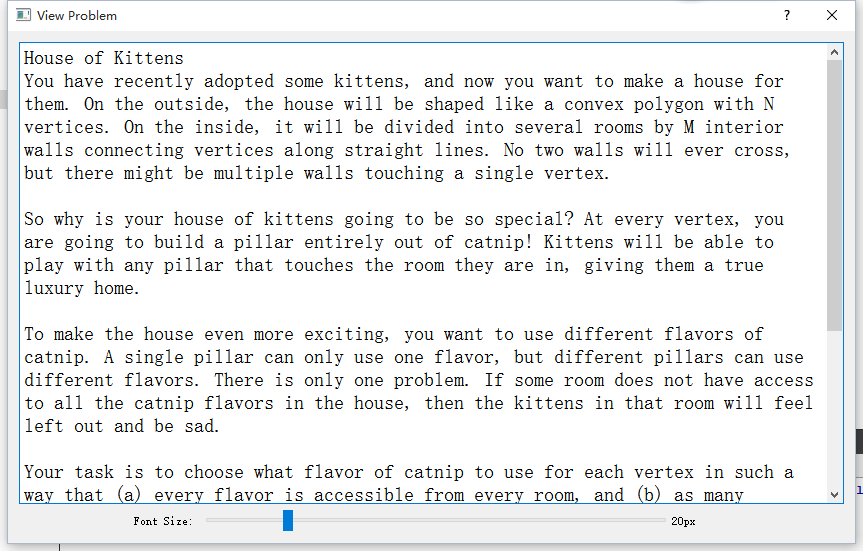 View Problem
House of Kittens
You have recently adopted some kittens, and now you want to make a house for
them. On the outside, the house will be shaped like a convex polygon with N
vertices. On the inside, it will be divided into several rooms by M interior
walls connecting vertices along straight lines. No two walls will ever cross,
but there might be multiple walls touching a single vertex.
So why is your house of kittens going to be so special? At every vertex, you
are going to build a pillar entirely out of catnip! Kittens will be able to
play with any pillar that touches the room they are in, giving them a true
luxury home.
To make the house even more exciting, you want to use different flavors of
catnip. A single pillar can only use one flavor, but different pillars can use
different flavors. There is only one problem. If some room does not have access
to all the catnip flavors in the house, then the kittens in that room will feel
left out and be sad.
Your task is to choose what flavor of catnip to use for each vertex in such a
way that (a) every flavor is accessible from every room, and (b) as many
Font Size: 20px